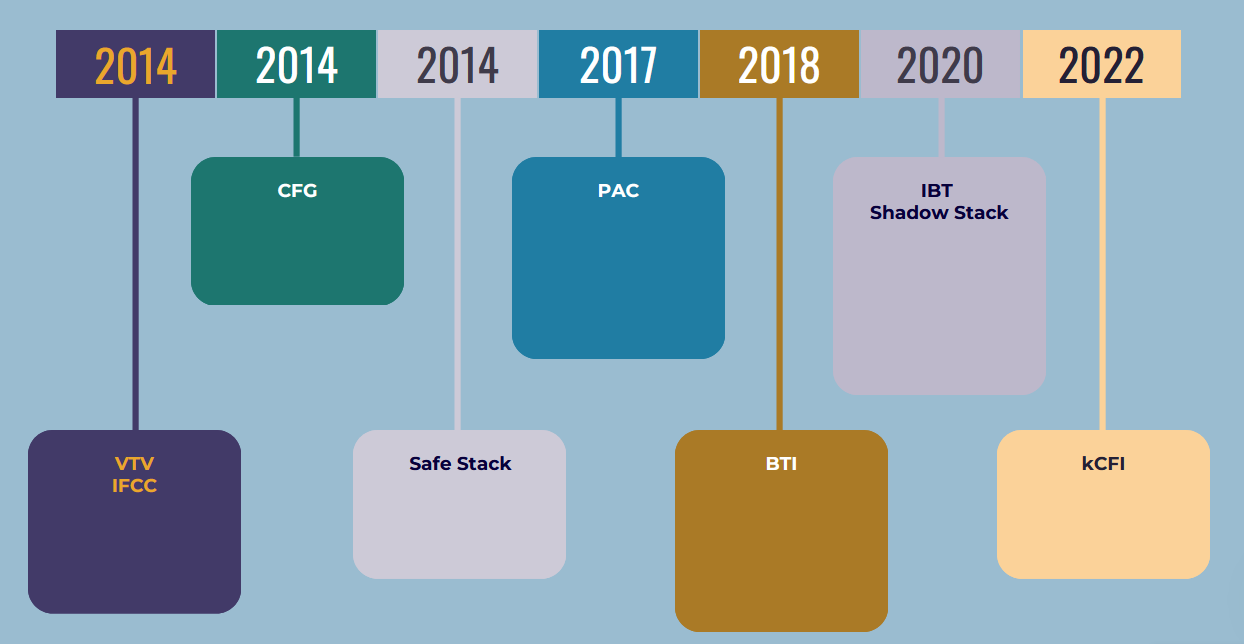 2014
2014
2014
2017
2018
2020
2022
CFG
PAC
IBT
Shadow Stack
VTV
IFCC
Safe Stack
BTI
kCFI